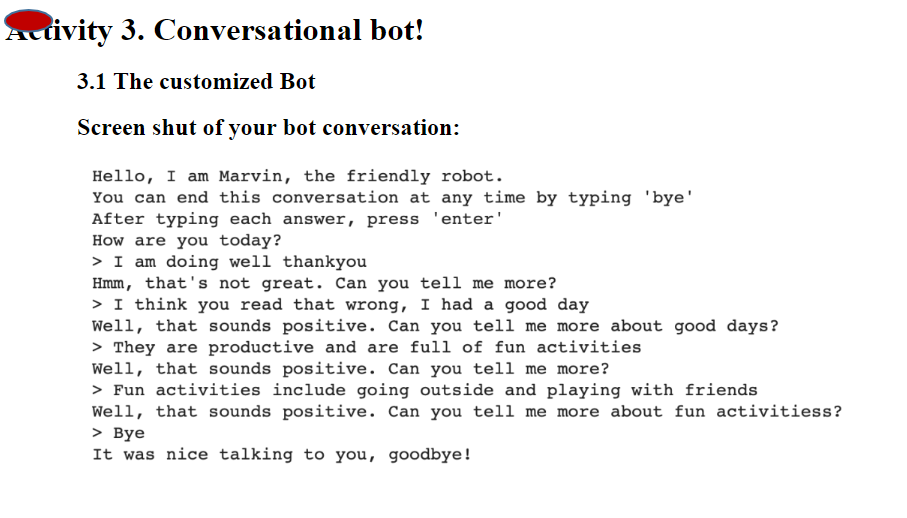 Activity 3. Conversational bot!
3.1 The customized Bot
Screen shut of your bot conversation:
Hello, I am Marvin, the friendly robot.
You can end this conversation at any time by typing 'bye'
After typing each answer, press 'enter'
How are you today?
> I am doing well thankyou
Hmm, that's not great. Can you tell me more?
> I think you read that wrong, I had a good day
Well, that sounds positive. Can you tell me more about good days?
> They are productive and are full of fun activities
Well, that sounds positive. Can you tell me more?
> Fun activities include going outside and playing with friends
Well, that sounds positive. Can you tell me more about fun activitiess?
> Bye
It was nice talking to you, goodbye!